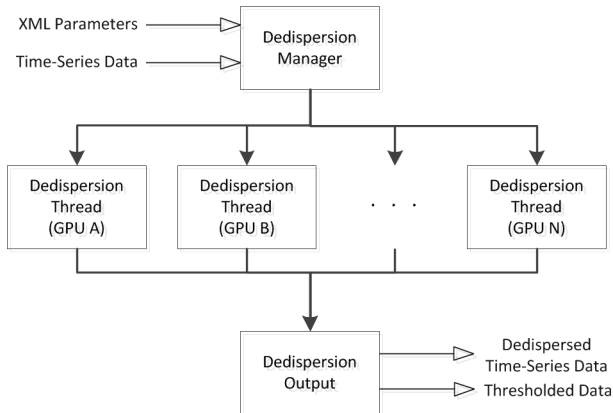 XML Parameters
Time-Series Data
Dedispersion
Manager
Dedispersion
Thread
(GPU A)
Dedispersion
Thread
(GPU B)
. . .
Dedispersion
Thread
(GPU N)
Dedispersion
Output
Dedispersed
Time-Series Data
Thresholded Data